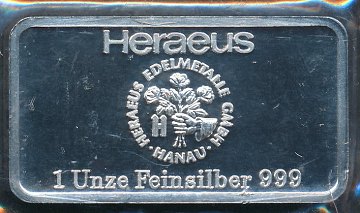 Heraeus
HERAEUS EDELMETALLE GMBH
·HANAU·
H
1 Unze Feinsilber 999